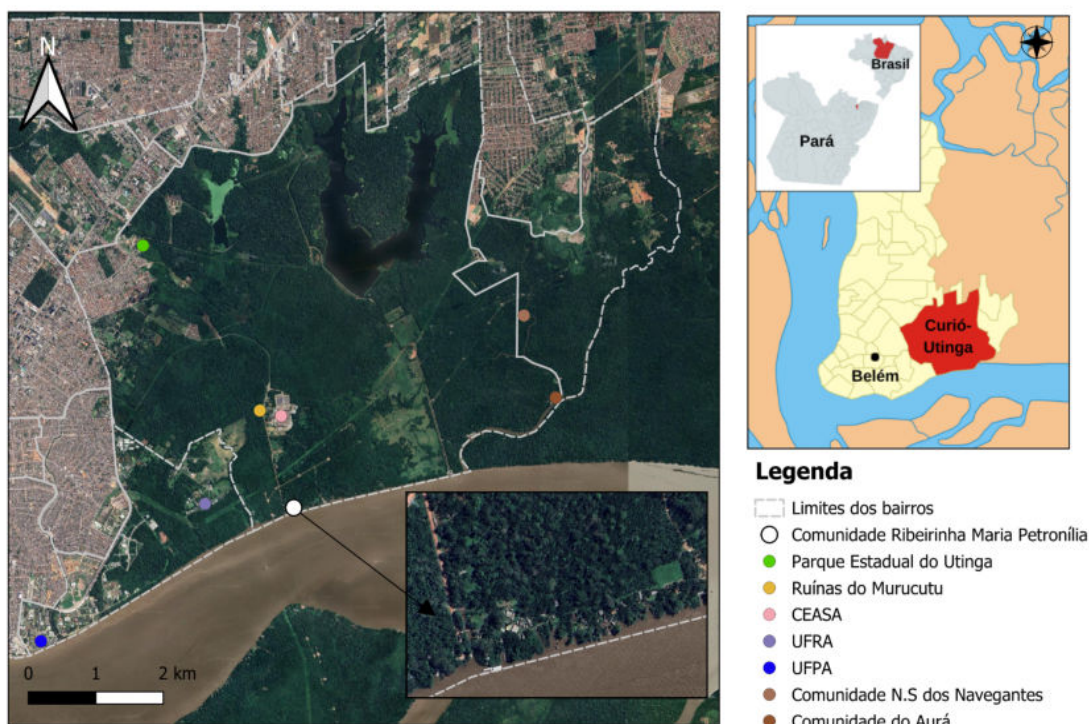 N
0 1 2 km
Brasil
Pará
Curió-
Utinga
Belém
Legenda
Limites dos bairros
Comunidade Ribeirinha Maria Petronília
Parque Estadual do Utinga
Ruínas do Murucutu
CEASA
UFRA
UFPA
Comunidade N.S dos Navegantes
Comunidade do Aurá